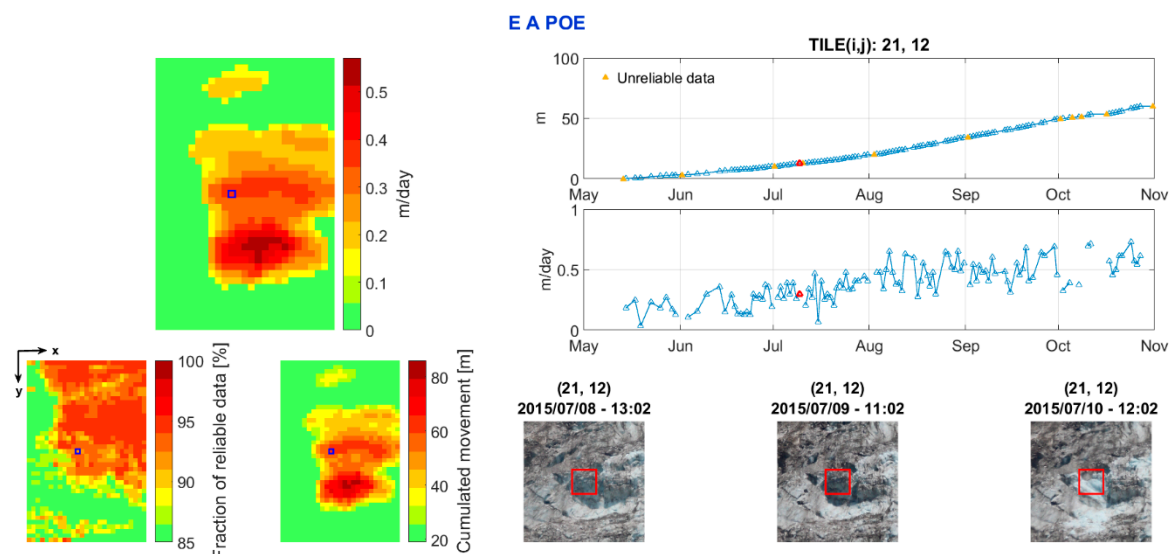 E A POE
TILE(i,j): 21, 12
100
50
0
m
Unreliable data
May
Jun
Jul
Aug
Sep
Oct
Nov
1
0.5
0
m/day
May
Jun
Jul
Aug
Sep
Oct
Nov
0.5
0.4
0.3
0.2
0.1
0
m/day
x
y
100
95
90
85
Fraction of reliable data [%]
80
60
40
20
Cumulated movement [m]
(21, 12)
2015/07/08 - 13:02
(21, 12)
2015/07/09 - 11:02
(21, 12)
2015/07/10 - 12:02